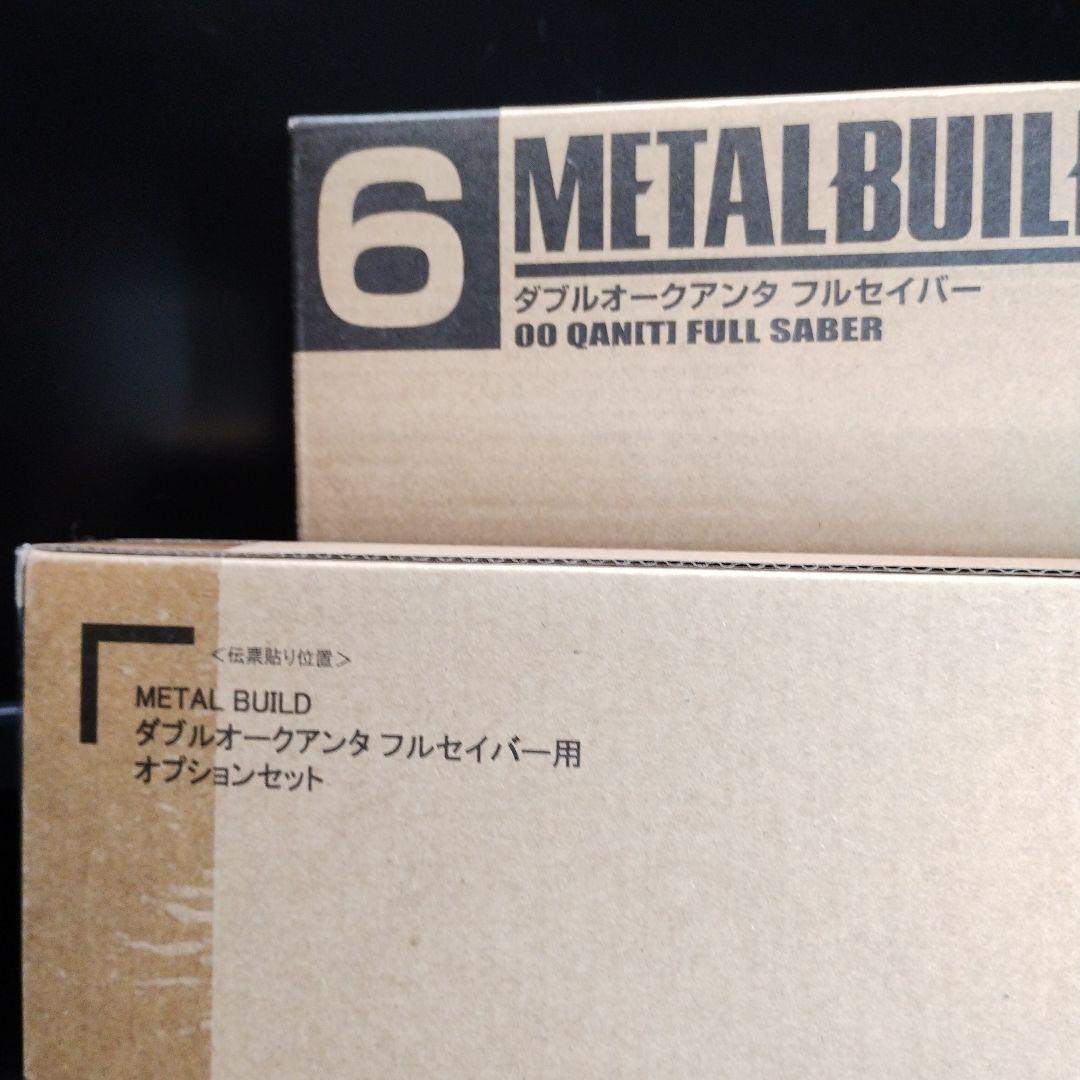 6
METAL BUIL
ダブルオークアンタ フルセイバー
00 QAN[T] FULL SABER
<伝票貼り位置>
METAL BUILD
ダブルオークアンタ フルセイバー用
オプションセット